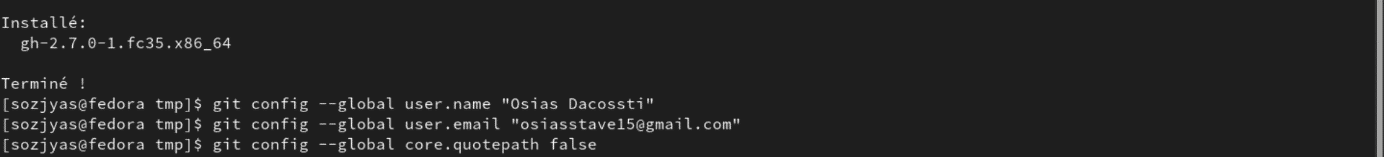 Installé:
  gh-2.7.0-1.fc35.x86_64
Terminé !
[sozjyas@fedora tmp]$ git config --global user.name "Osias Dacossti"
[sozjyas@fedora tmp]$ git config --global user.email "osiasstave15@gmail.com"
[sozjyas@fedora tmp]$ git config --global core.quotepath false